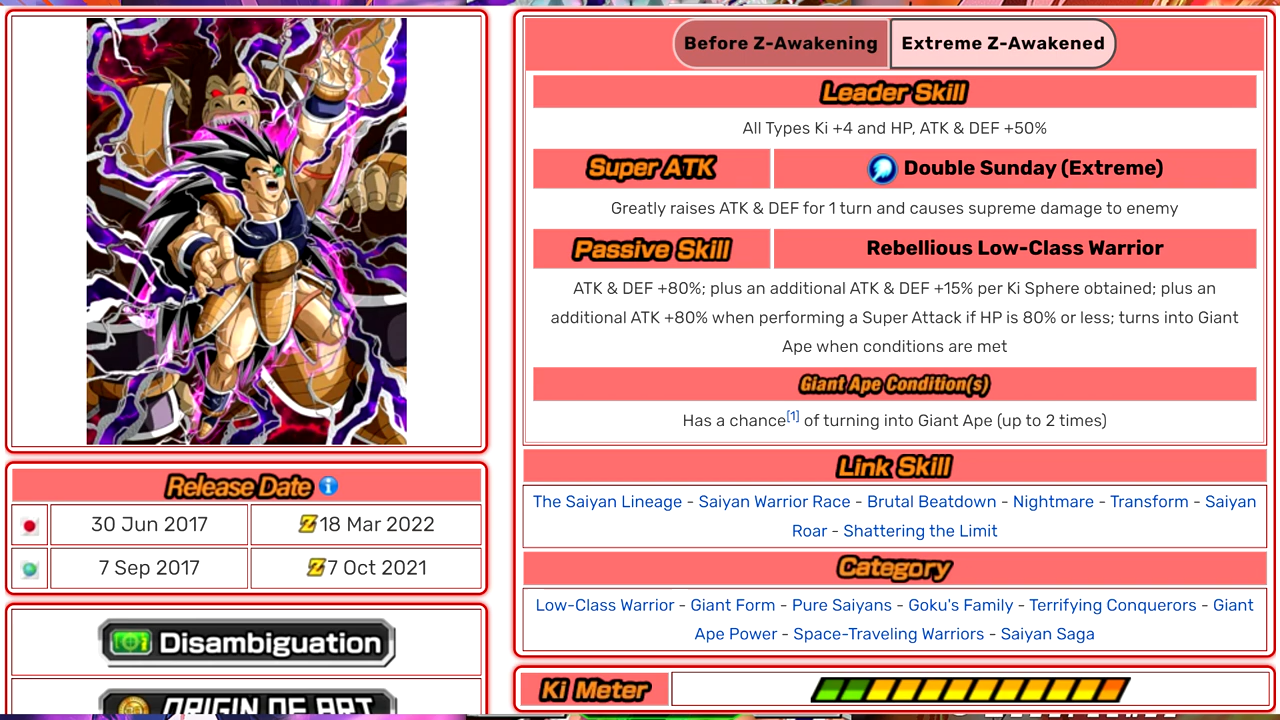 Before Z-Awakening
Extreme Z-Awakened
Leader Skill
All Types Ki +4 and HP, ATK & DEF +50%
Super ATK
Double Sunday (Extreme)
Greatly raises ATK & DEF for 1 turn and causes supreme damage to enemy
Passive Skill
Rebellious Low-Class Warrior
ATK & DEF +80%; plus an additional ATK & DEF +15% per Ki Sphere obtained; plus an
additional ATK +80% when performing a Super Attack if HP is 80% or less; turns into Giant
Ape when conditions are met
Giant Ape Condition(s)
Has a chance[1] of turning into Giant Ape (up to 2 times)
Link Skill
The Saiyan Lineage - Saiyan Warrior Race - Brutal Beatdown - Nightmare - Transform - Saiyan
Roar - Shattering the Limit
Category
Low-Class Warrior - Giant Form - Pure Saiyans - Goku's Family - Terrifying Conquerors - Giant
Ape Power - Space-Traveling Warriors - Saiyan Saga
Ki Meter
Release Date
30 Jun 2017
Z 18 Mar 2022
7 Sep 2017
Z 7 Oct 2021
Disambiguation
ORIGIN OF ART